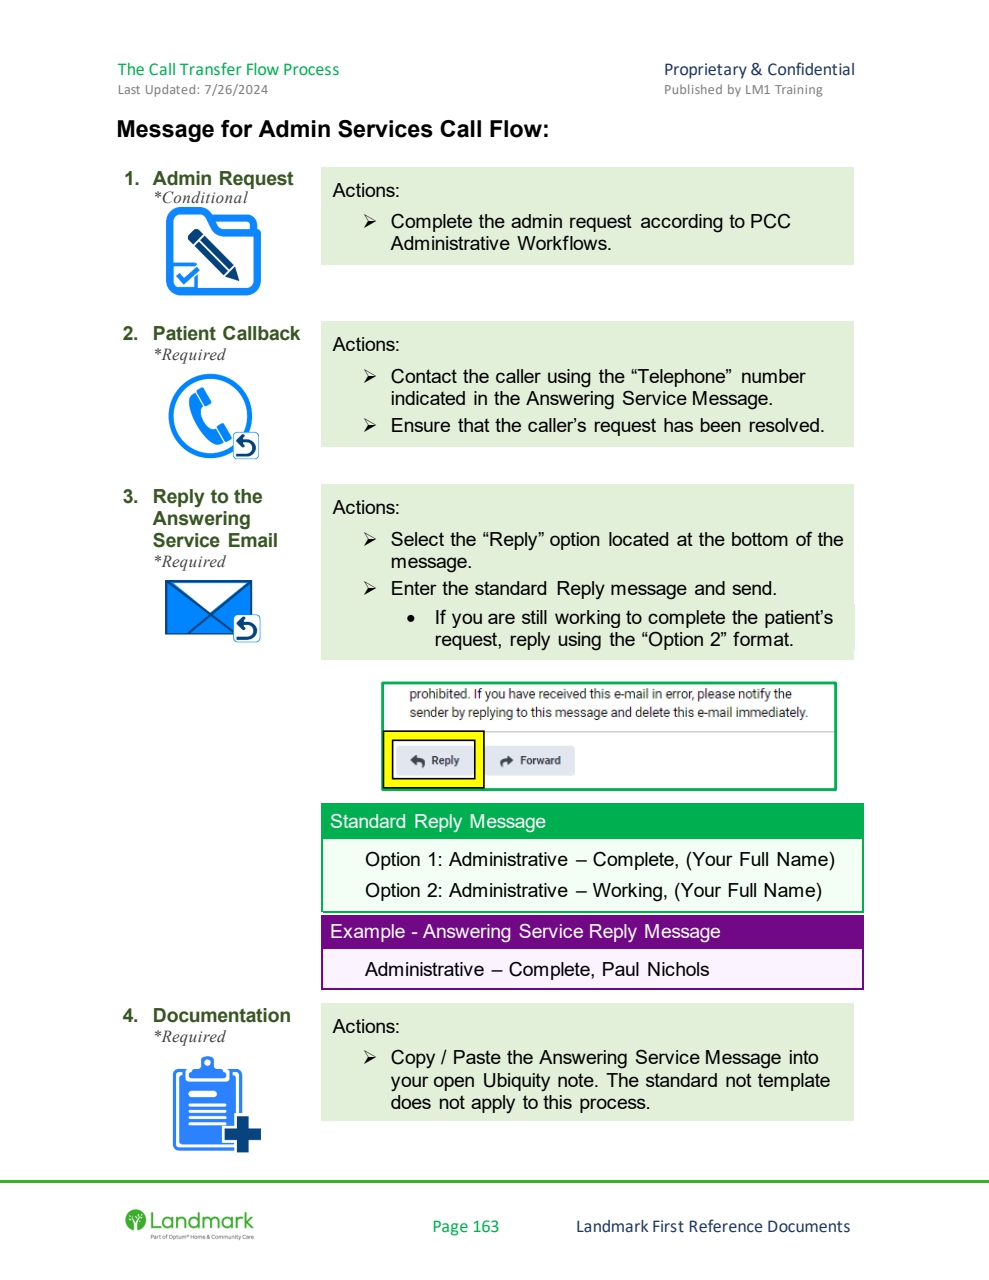 The Call Transfer Flow Process
Proprietary & Confidential
Last Updated: 7/26/2024
Published by LM1 Training
Message for Admin Services Call Flow:
1. Admin Request
*Conditional
Actions:
➢ Complete the admin request according to PCC
Administrative Workflows.
2. Patient Callback
*Required
Actions:
➢ Contact the caller using the “Telephone” number
indicated in the Answering Service Message.
➢ Ensure that the caller’s request has been resolved.
3. Reply to the
Answering
Service Email
*Required
Actions:
➢ Select the “Reply” option located at the bottom of the
message.
➢ Enter the standard Reply message and send.
• If you are still working to complete the patient’s
request, reply using the “Option 2” format.
prohibited. If you have received this e-mail in error, please notify the
sender by replying to this message and delete this e-mail immediately.
Reply
Forward
Standard Reply Message
Option 1: Administrative – Complete, (Your Full Name)
Option 2: Administrative – Working, (Your Full Name)
Example - Answering Service Reply Message
Administrative – Complete, Paul Nichols
4. Documentation
*Required
Actions:
➢ Copy / Paste the Answering Service Message into
your open Ubiquity note. The standard not template
does not apply to this process.
Landmark
Part of Optum® Home & Community Care
Page 163
Landmark First Reference Documents